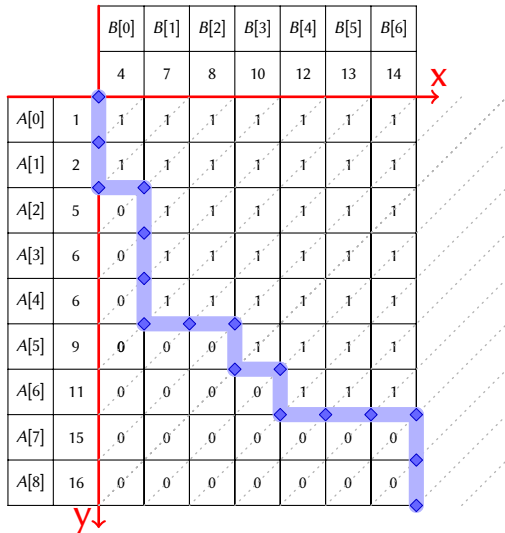 B[0] B[1] B[2] B[3] B[4] B[5] B[6]
4 7 8 10 12 13 14
x
A[0] 1 1 1 1 1 1 1 1
A[1] 2 1 1 1 1 1 1 1
A[2] 5 0 1 1 1 1 1 1
A[3] 6 0 1 1 1 1 1 1
A[4] 6 0 1 1 1 1 1 1
A[5] 9 0 0 0 1 1 1 1
A[6] 11 0 0 0 0 1 1 1
A[7] 15 0 0 0 0 0 0 0
A[8] 16 0 0 0 0 0 0 0
y